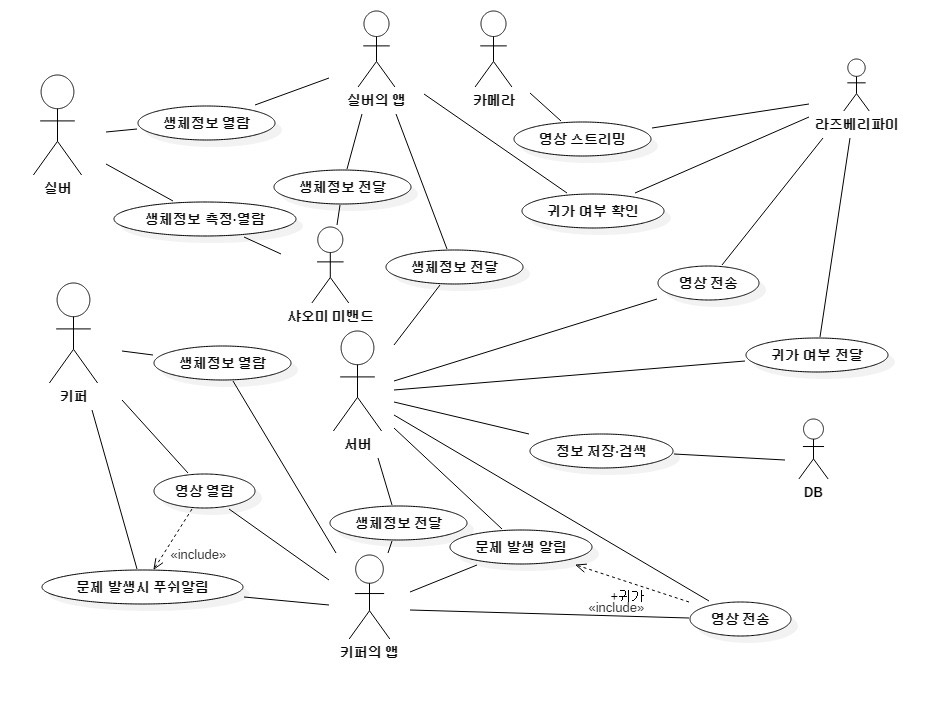 실버의 앱
카메라
라즈베리파이
생체정보 열람
영상 스트리밍
실버
생체정보 전달
생체정보 측정·열람
귀가 여부 확인
생체정보 전달
영상 전송
샤오미 미밴드
귀가 여부 전달
생체정보 열람
키퍼
서버
정보 저장·검색
DB
영상 열람
생체정보 전달
문제 발생 알림
«include»
문제 발생시 푸쉬알림
+귀가
«include»
영상 전송
키퍼의 앱